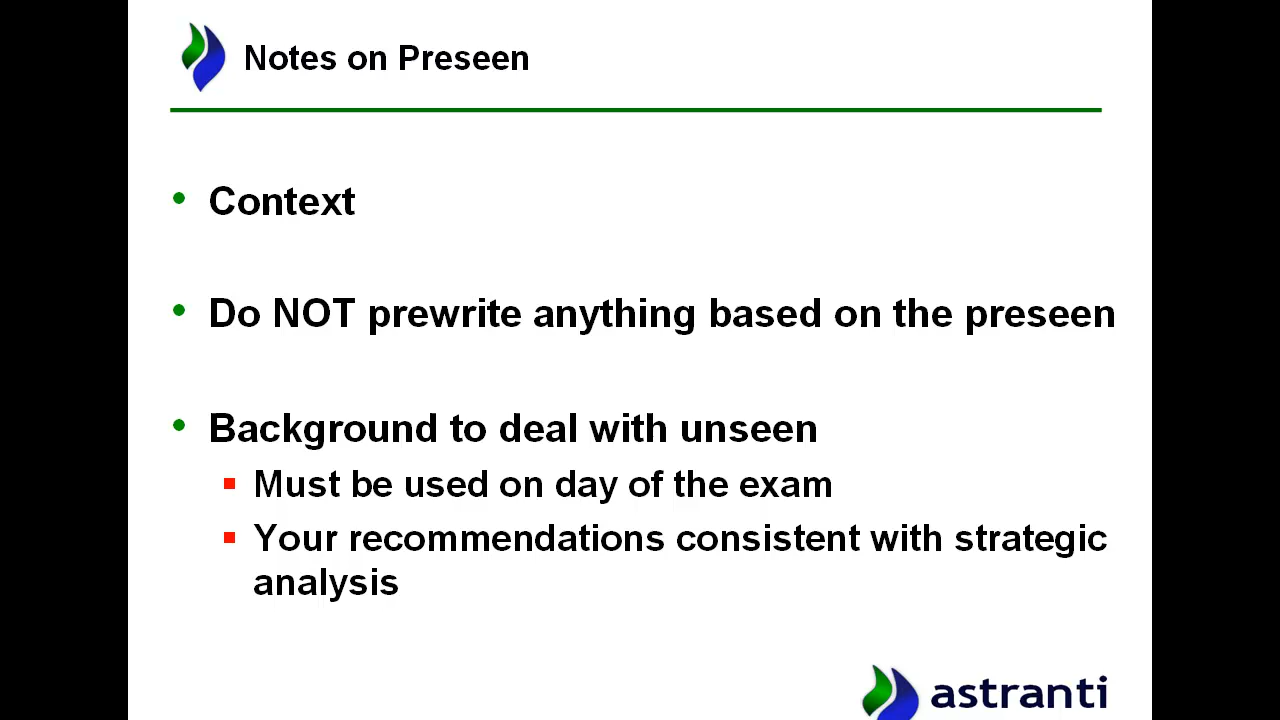 Notes on Preseen
• Context
• Do NOT prewrite anything based on the preseen
• Background to deal with unseen
▪ Must be used on day of the exam
▪ Your recommendations consistent with strategic
analysis
astranti